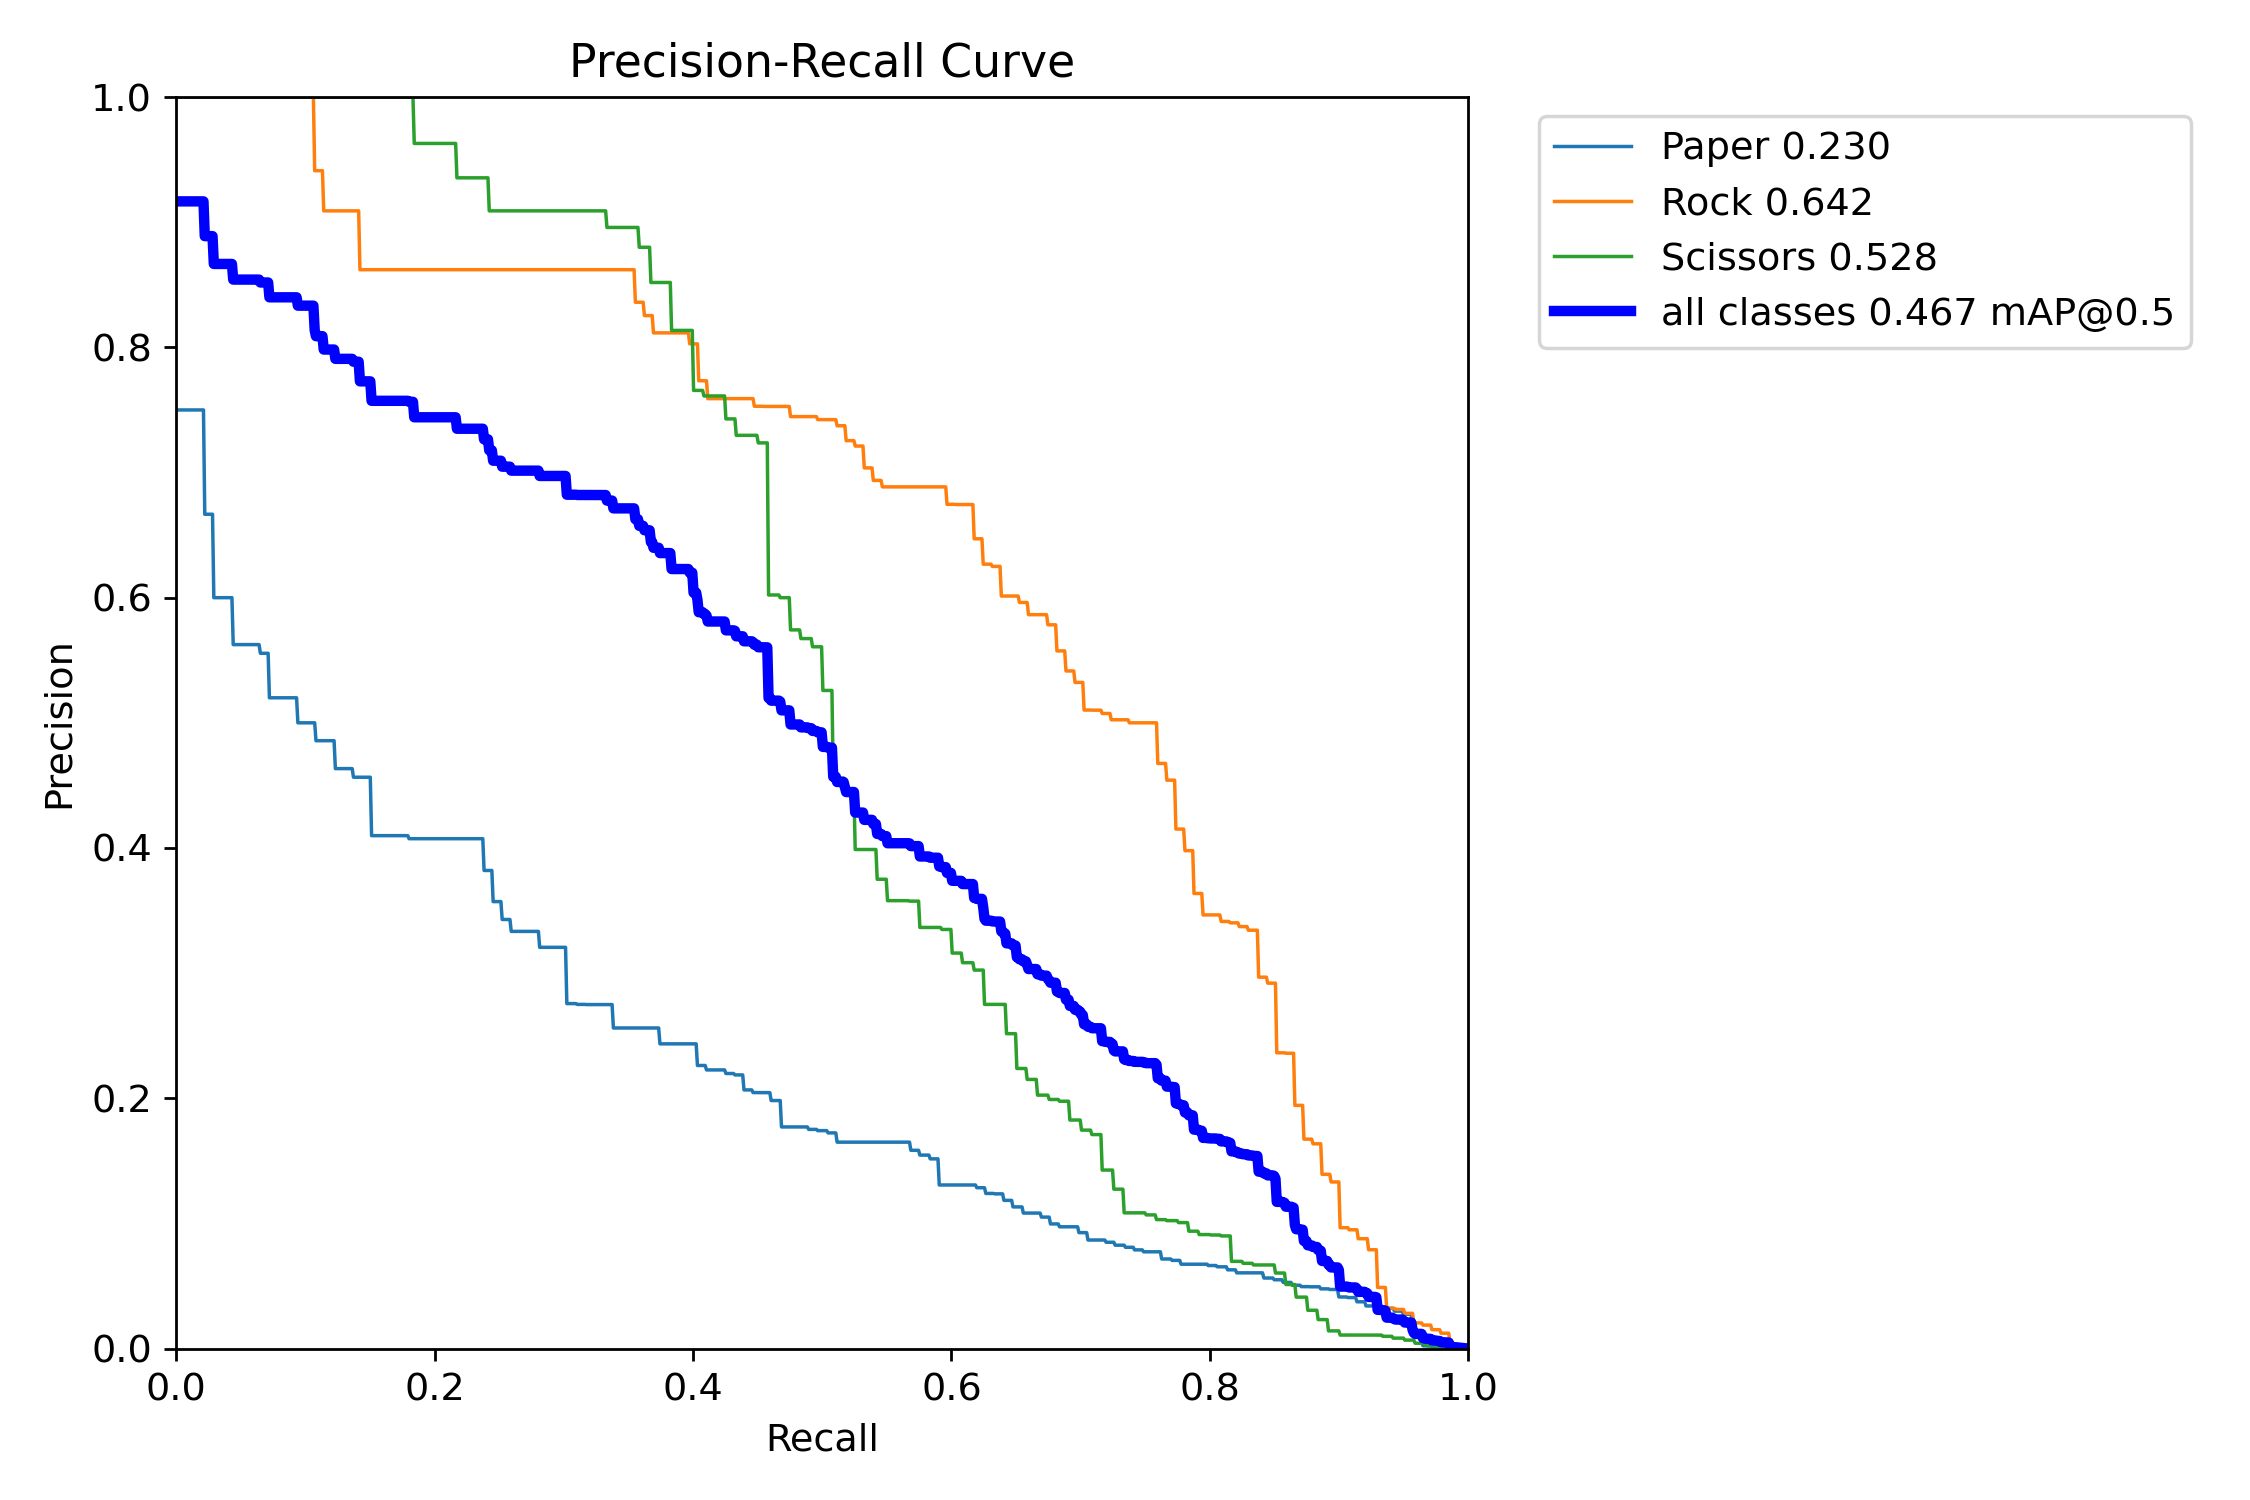 Precision-Recall Curve
Paper 0.230
Rock 0.642
Scissors 0.528
all classes 0.467 mAP@0.5
Precision
1.0
0.8
0.6
0.4
0.2
0.0
0.0 0.2 0.4 0.6 0.8 1.0
Recall